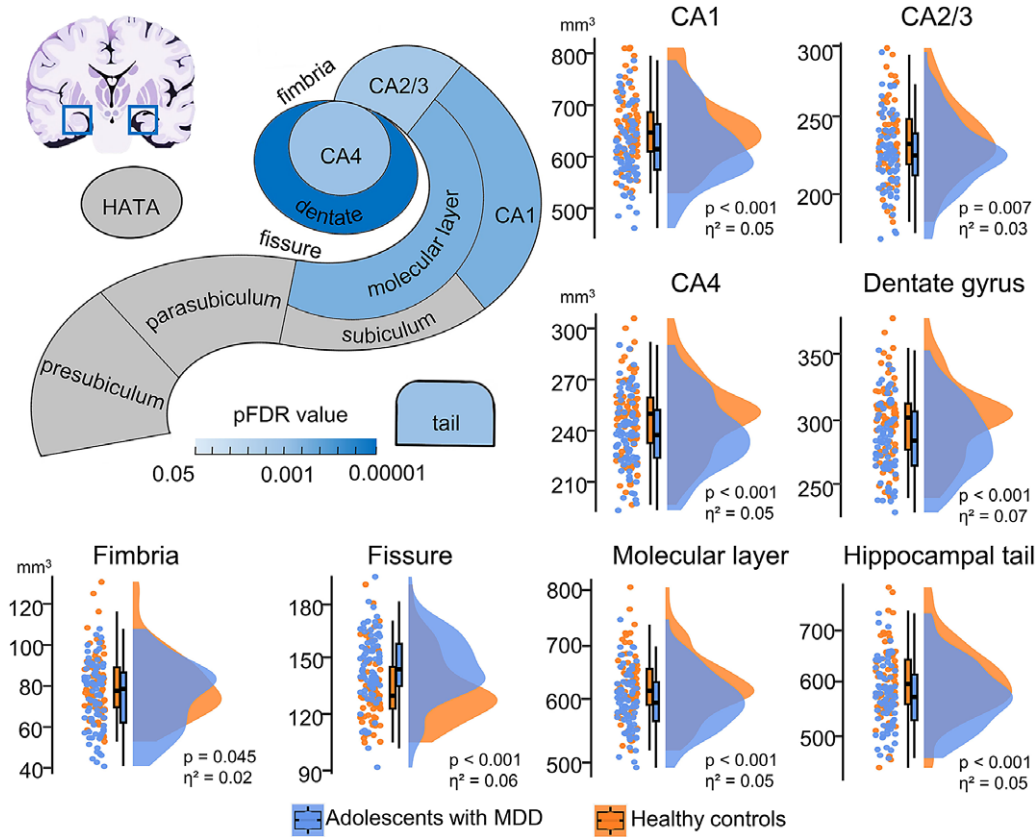 CA1
CA2/3
mm³
800
700
600
500
p < 0.001
η² = 0.05
300
250
200
p = 0.007
η² = 0.03
fimbria
CA2/3
CA4
dentate
CA1
HATA
fissure
molecular layer
parasubiculum
subiculum
presubiculum
tail
pFDR value
0.05
0.001
0.00001
CA4
Dentate gyrus
mm³
300
270
240
210
p < 0.001
η² = 0.05
350
300
250
p < 0.001
η² = 0.07
Fimbria
Fissure
Molecular layer
Hippocampal tail
mm³
120
100
80
60
40
p = 0.045
η² = 0.02
180
150
120
90
p < 0.001
η² = 0.06
800
700
600
500
p < 0.001
η² = 0.05
700
600
500
p < 0.001
η² = 0.05
Adolescents with MDD
Healthy controls